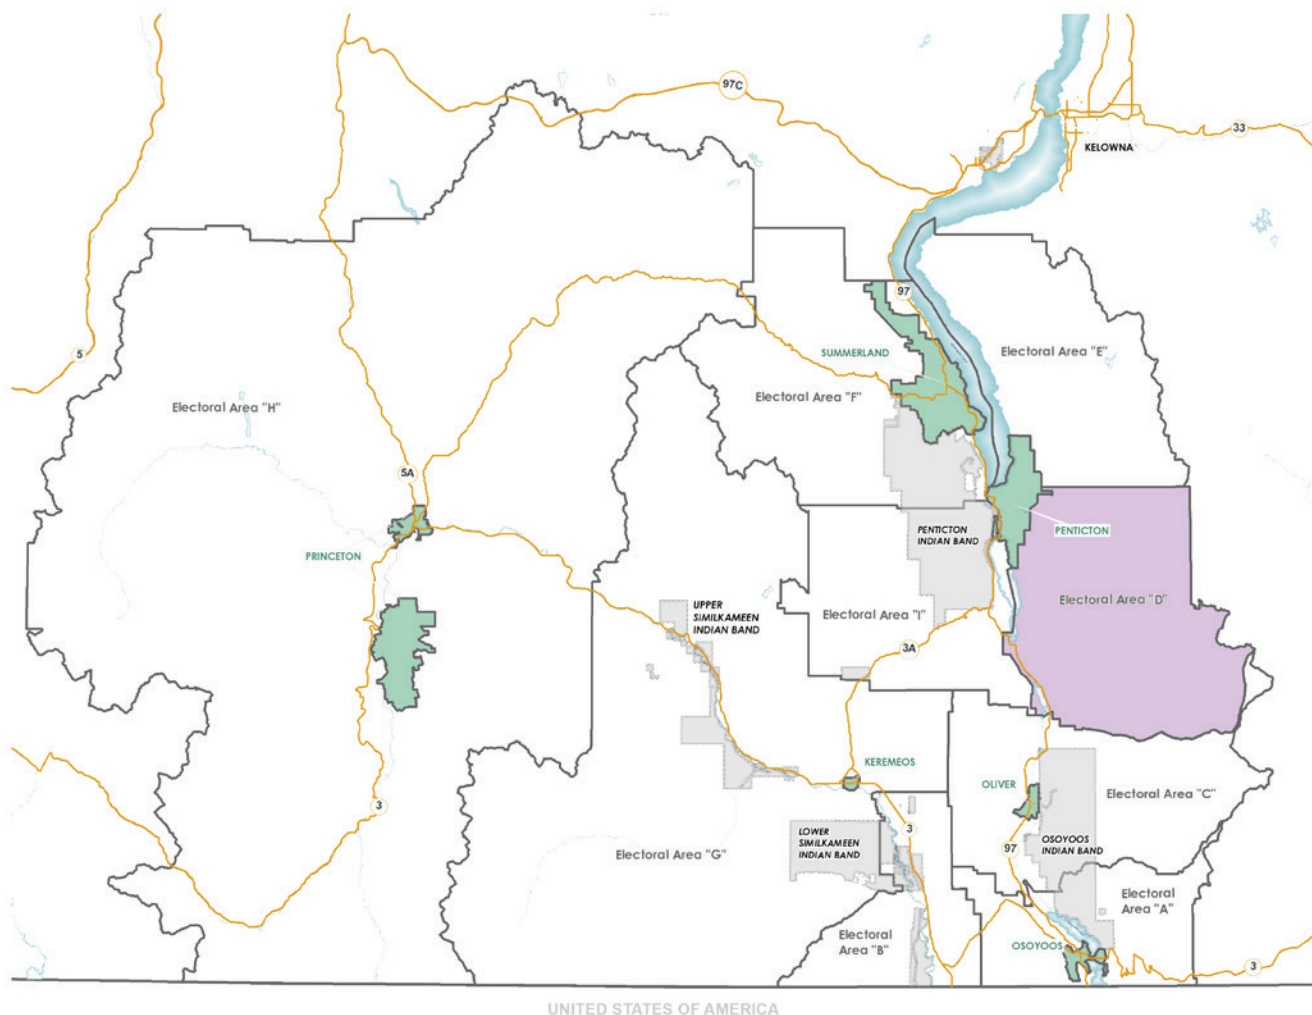 97C
33
KELOWNA
97
5
SUMMERLAND
Electoral Area "E"
Electoral Area "H"
Electoral Area "F"
5A
PRINCETON
PENTICTON
INDIAN BAND
PENTICTON
Electoral Area "D"
UPPER
SIMILKAMEEN
INDIAN BAND
Electoral Area "I"
3A
KEREMEOS
OLIVER
Electoral Area "C"
3
LOWER
SIMILKAMEEN
INDIAN BAND
3
97
OSOYOOS
INDIAN BAND
Electoral Area "G"
Electoral
Area "A"
Electoral
Area "B"
OSOYOOS
3
UNITED STATES OF AMERICA